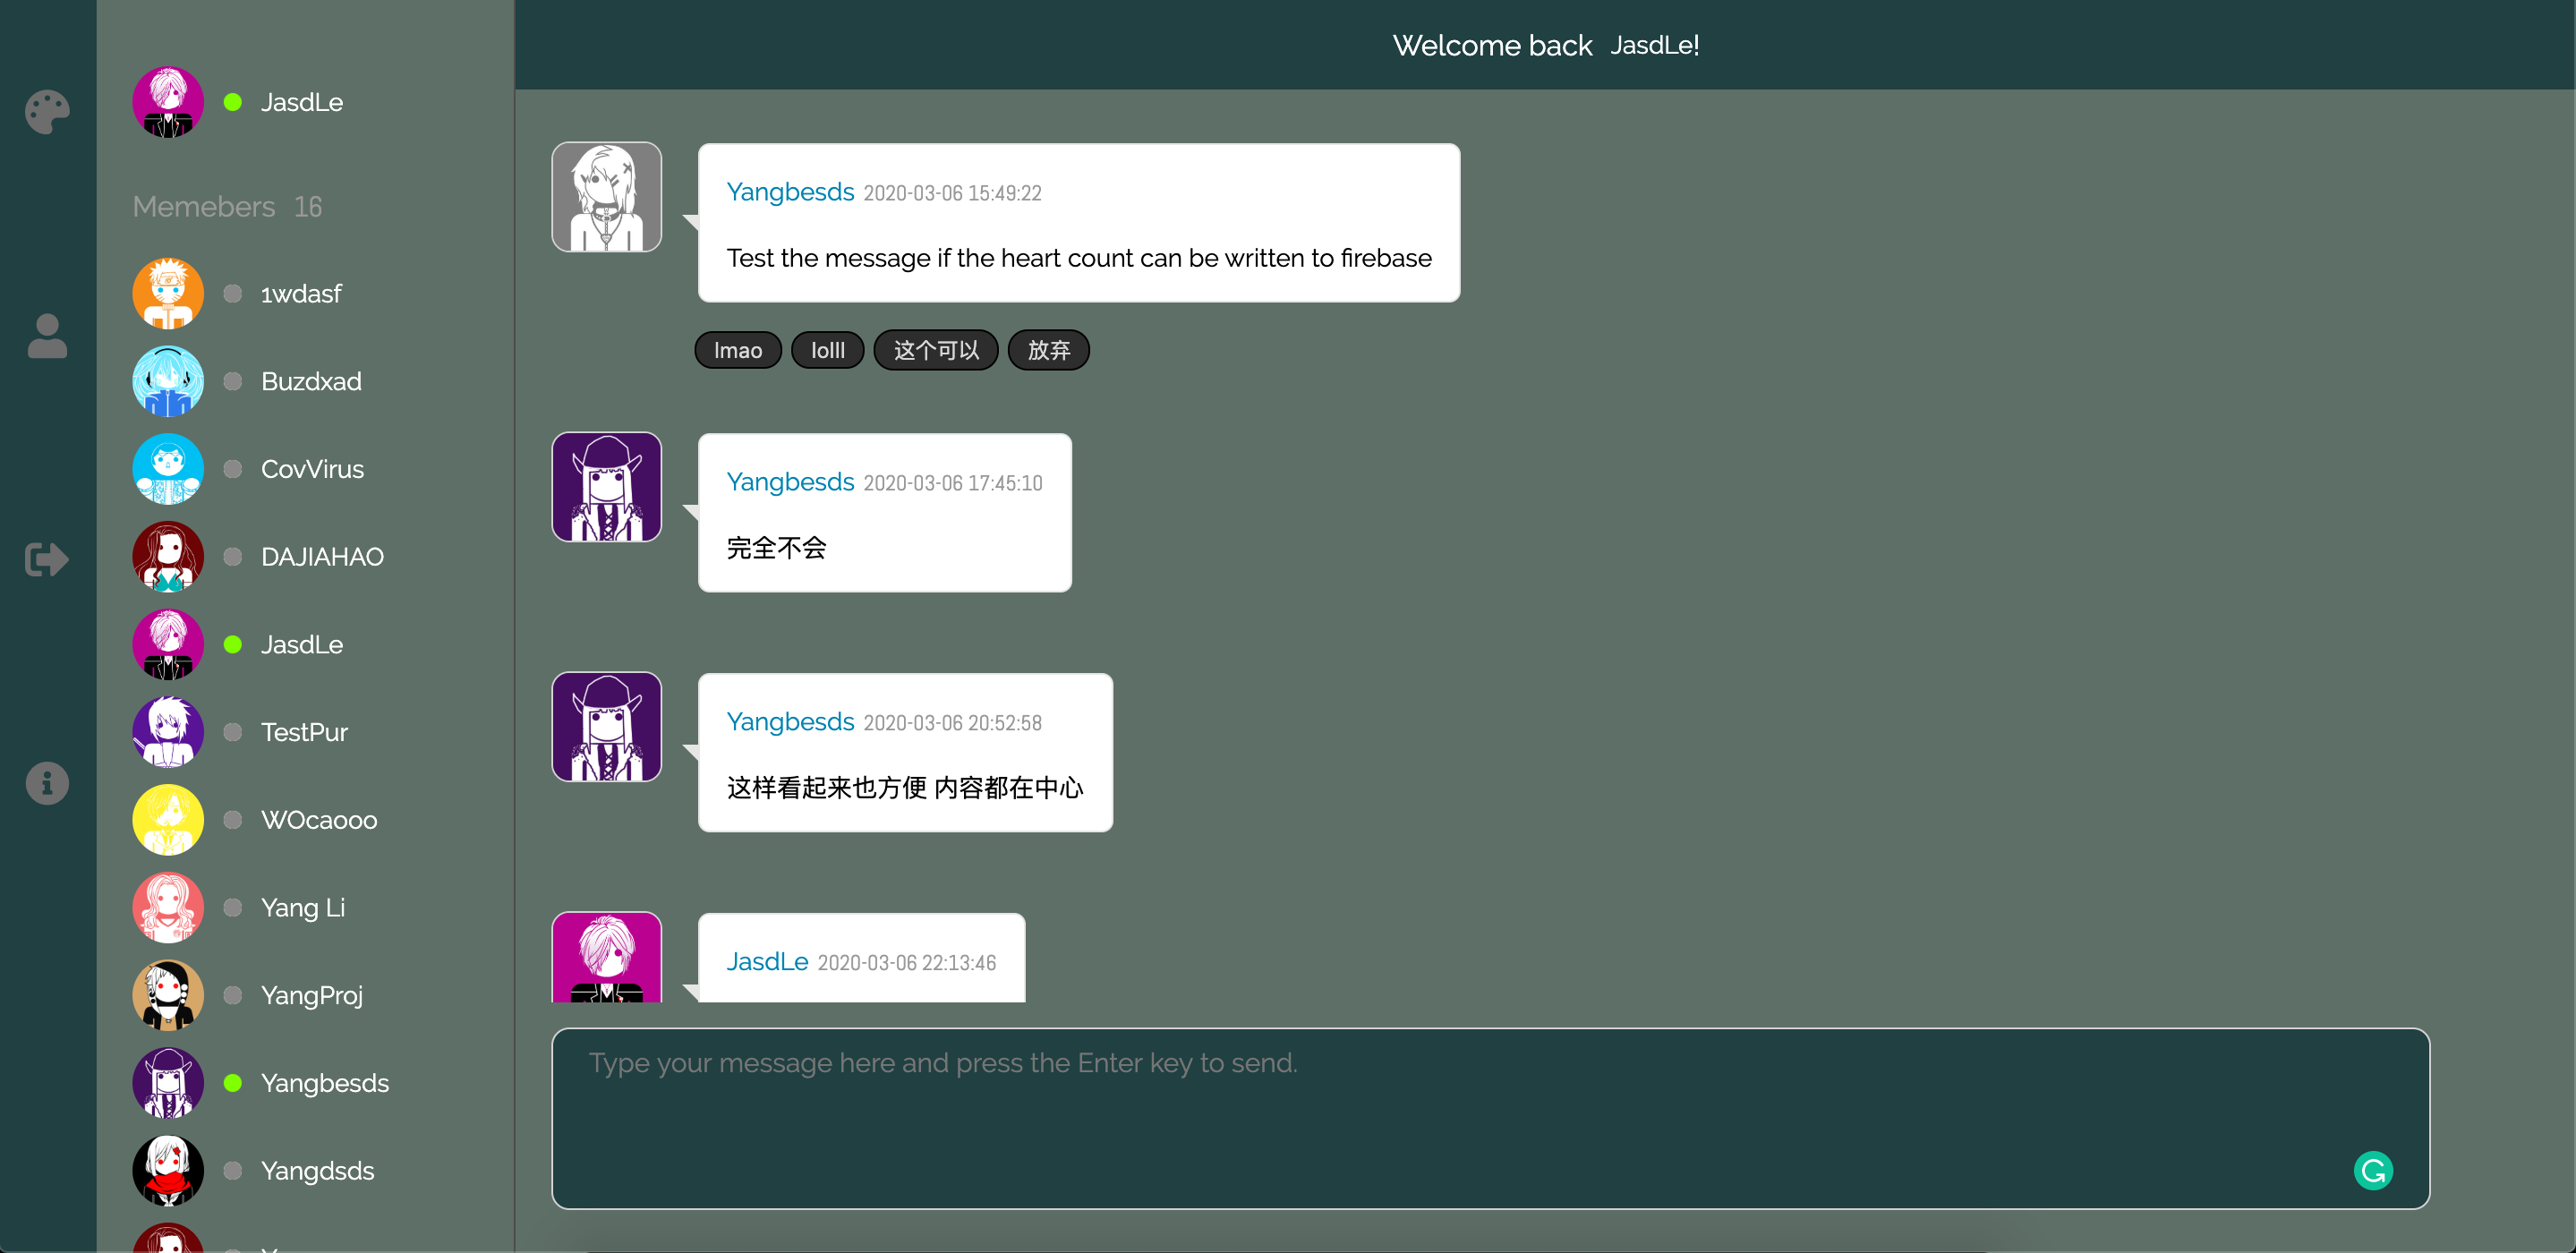 JasdLe
Memebers 16
1wdasf
Buzdxad
CovVirus
DAJIAHAO
JasdLe
TestPur
WOcaooo
Yang Li
YangProj
Yangbesds
Yangdsds
Welcome back JasdLe!
Yangbesds 2020-03-06 15:49:22
Test the message if the heart count can be written to firebase
lmao lolll 这个可以 放弃
Yangbesds 2020-03-06 17:45:10
完全不会
Yangbesds 2020-03-06 20:52:58
这样看起来也方便 内容都在中心
JasdLe 2020-03-06 22:13:46
Type your message here and press the Enter key to send.